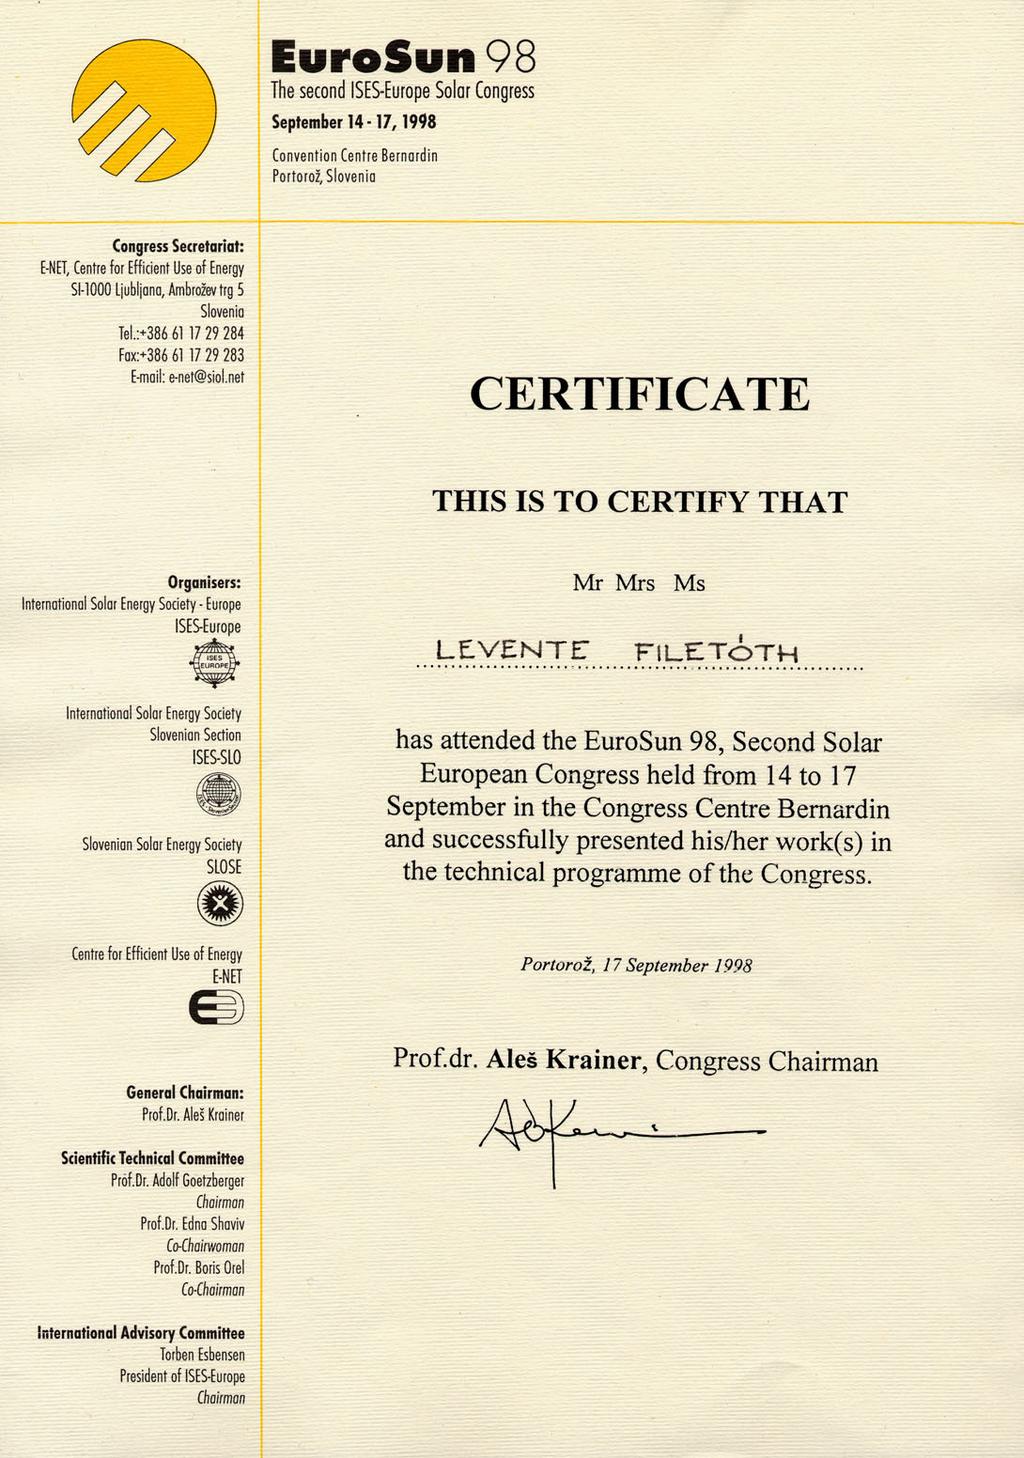 EuroSun 98
The second ISES-Europe Solar Congress
September 14 - 17, 1998
Convention Centre Bernardin
Portorož, Slovenia
Congress Secretariat:
E-NET, Centre for Efficient Use of Energy
SI-1000 Ljubljana, Ambrožev trg 5
Slovenia
Tel.:+386 61 17 29 284
Fax:+386 61 17 29 283
E-mail: e-net@siol.net
Organisers:
International Solar Energy Society - Europe
ISES-Europe
ISES
EUROPE
International Solar Energy Society
Slovenian Section
ISES-SLO
Slovenian Solar Energy Society
SLOSE
Centre for Efficient Use of Energy
E-NET
General Chairman:
Prof.Dr. Aleš Krainer
Scientific Technical Committee
Prof.Dr. Adolf Goetzberger
Chairman
Prof.Dr. Edna Shaviv
Co-Chairwoman
Prof.Dr. Boris Orel
Co-Chairman
International Advisory Committee
Torben Esbensen
President of ISES-Europe
Chairman
CERTIFICATE
THIS IS TO CERTIFY THAT
Mr Mrs Ms
LEVENTE FILETÓTH
has attended the EuroSun 98, Second Solar
European Congress held from 14 to 17
September in the Congress Centre Bernardin
and successfully presented his/her work(s) in
the technical programme of the Congress.
Portorož, 17 September 1998
Prof.dr. Aleš Krainer, Congress Chairman